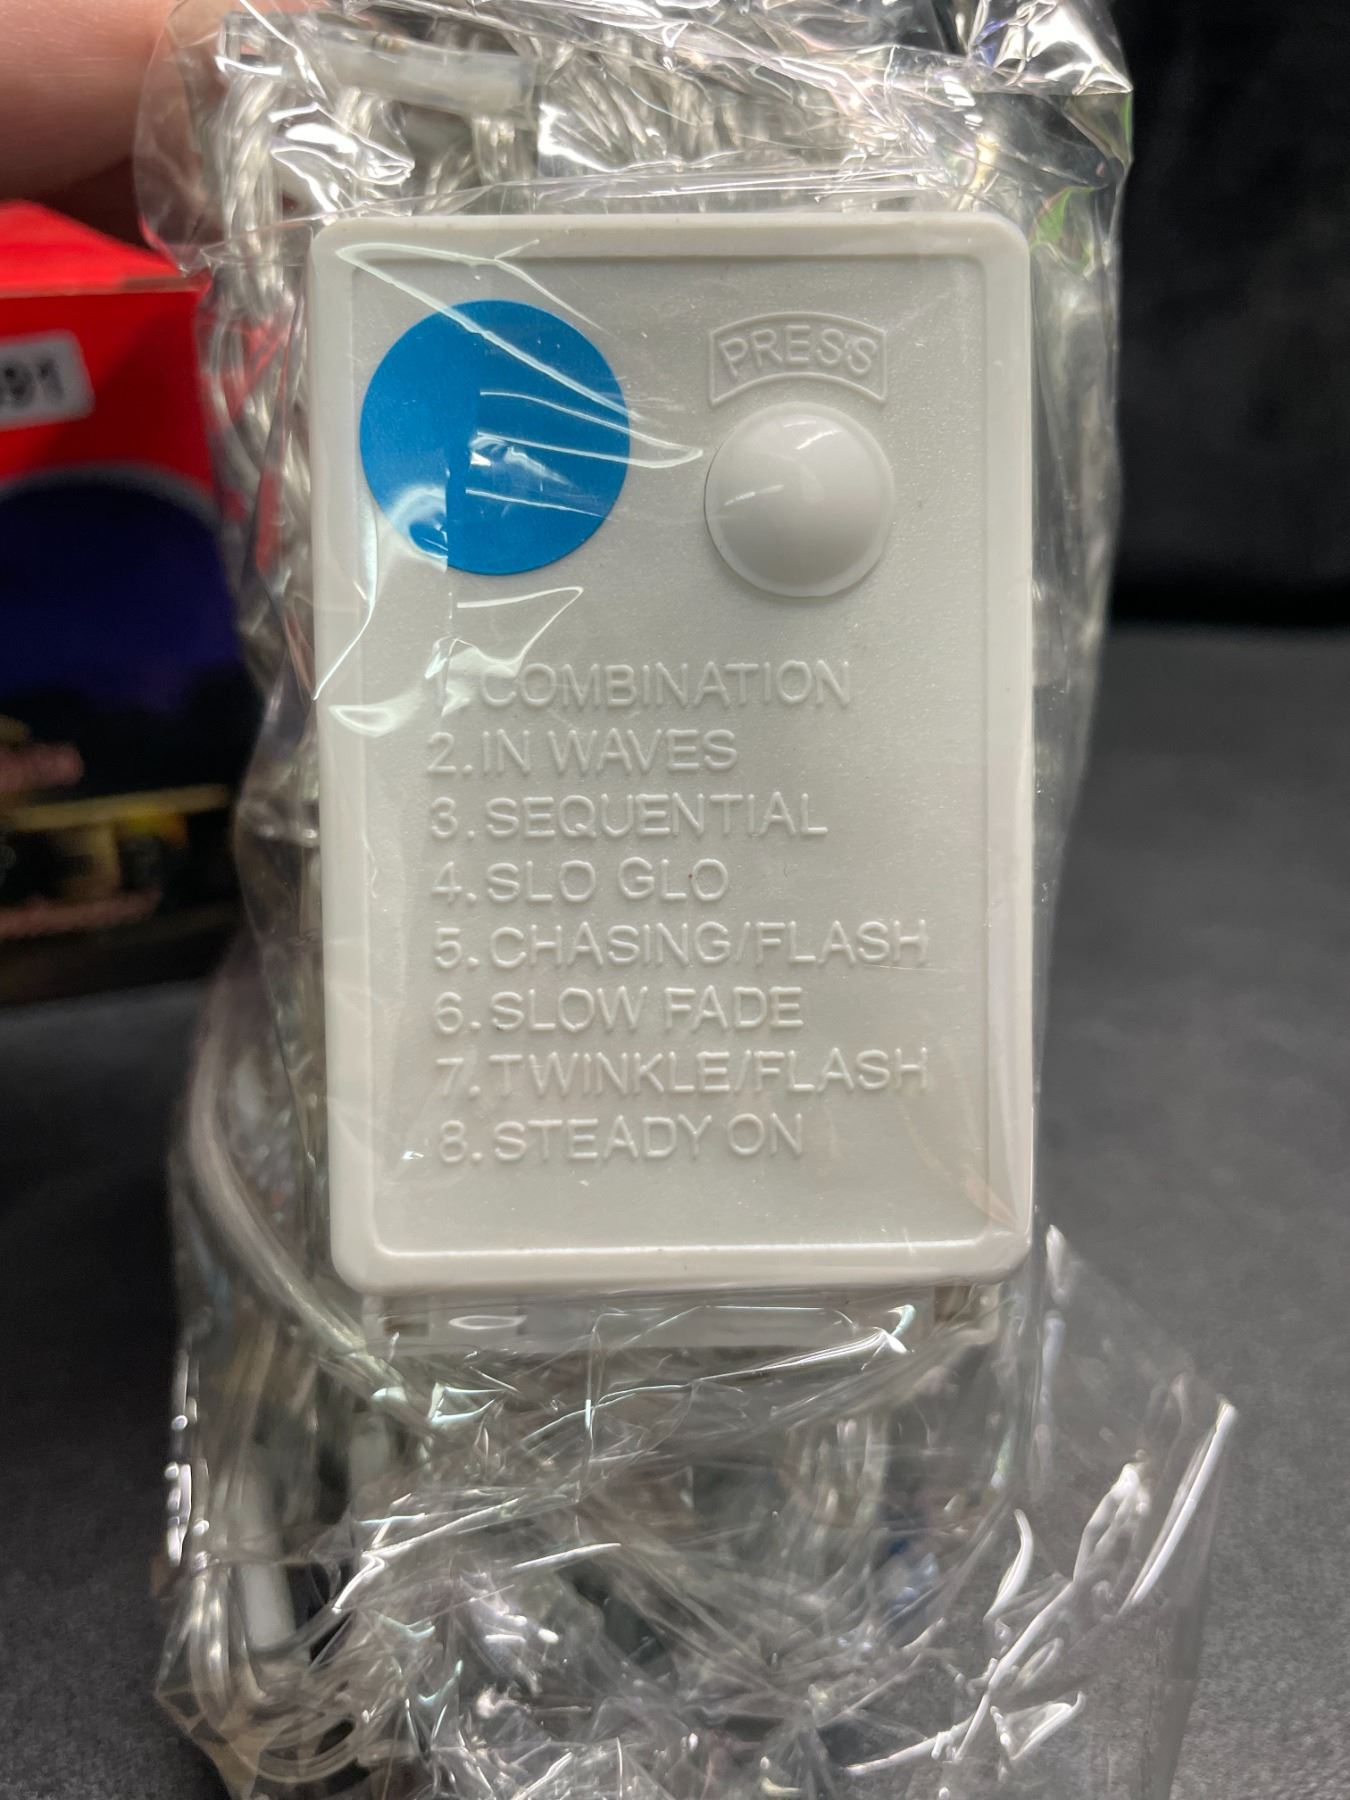 391
PRESS
1. COMBINATION
2. IN WAVES
3. SEQUENTIAL
4. SLO GLO
5. CHASING/FLASH
6. SLOW FADE
7. TWINKLE/FLASH
8. STEADY ON